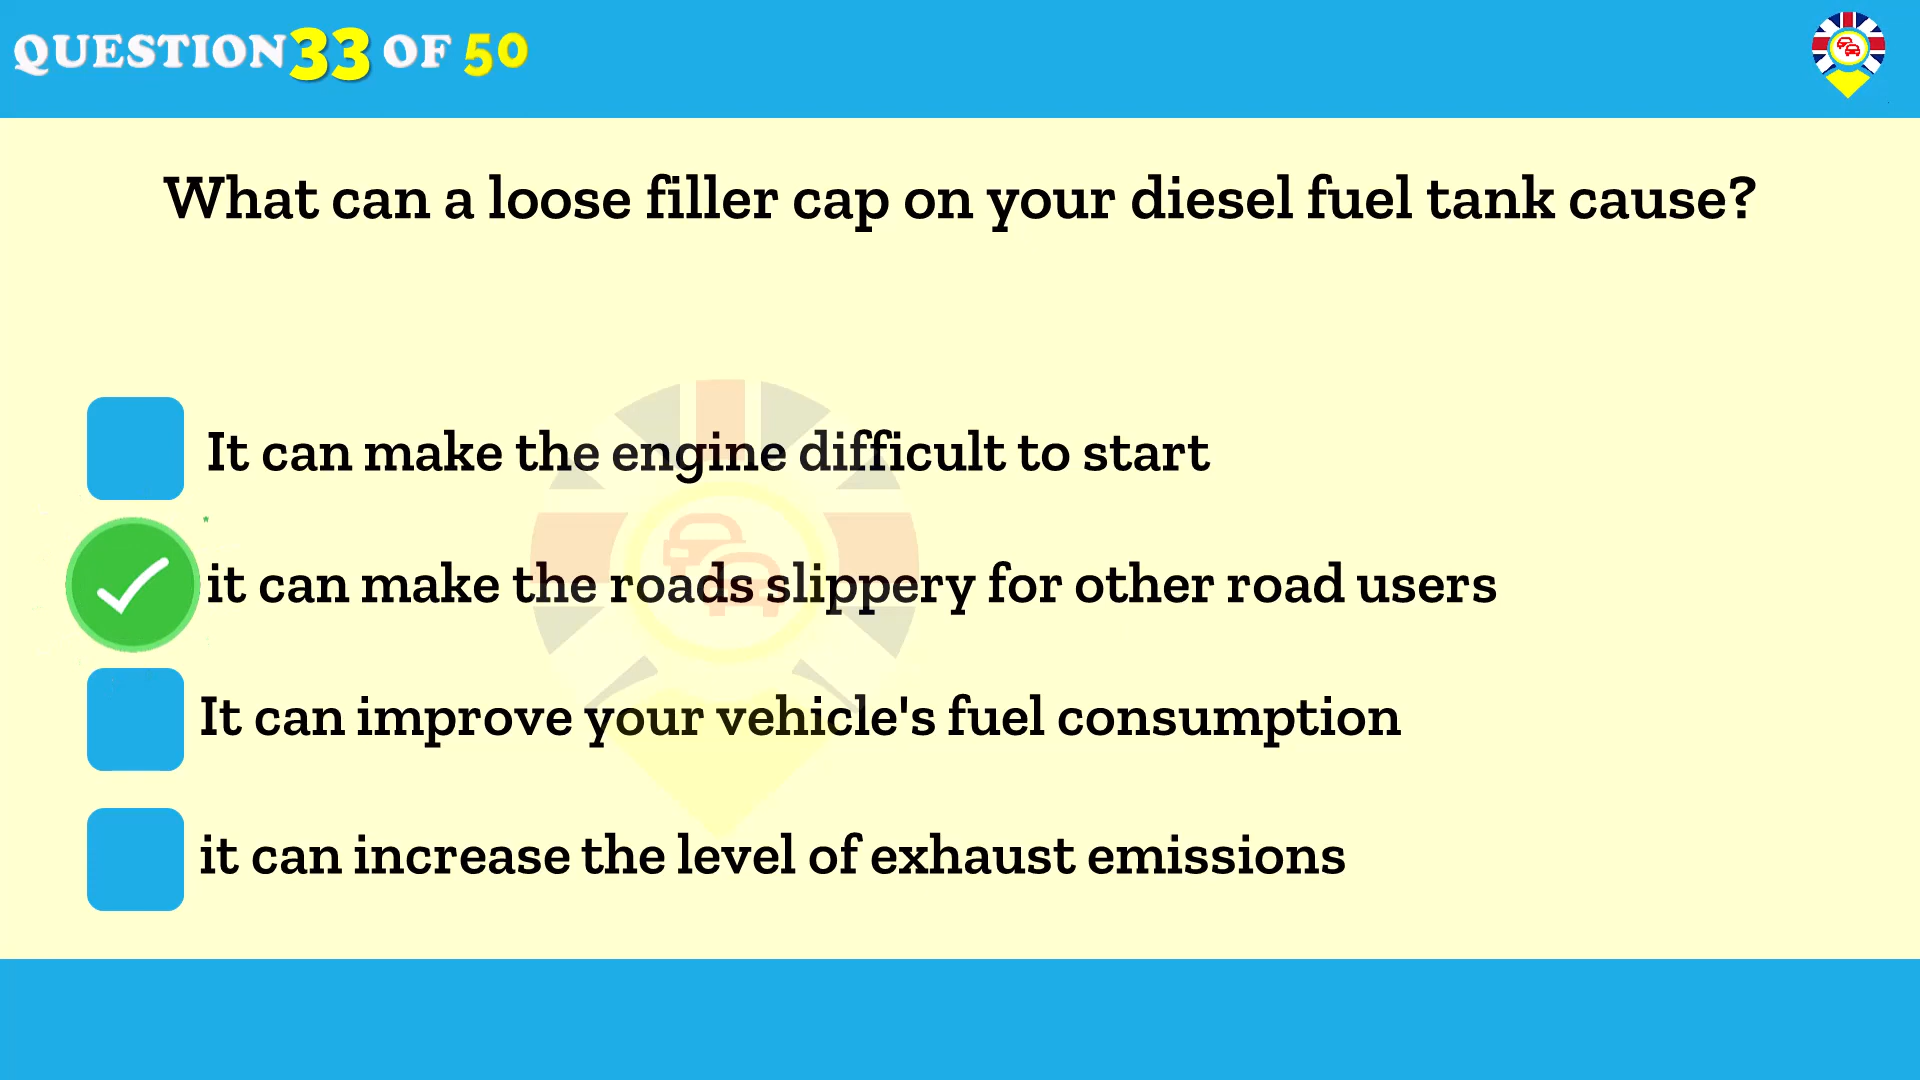 QUESTION 33 OF 50
What can a loose filler cap on your diesel fuel tank cause?
It can make the engine difficult to start
it can make the roads slippery for other road users
It can improve your vehicle's fuel consumption
it can increase the level of exhaust emissions